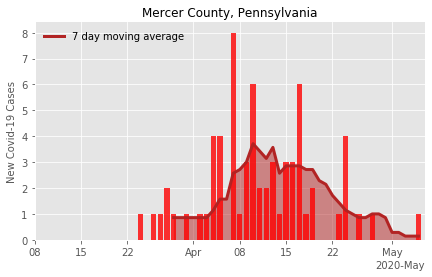 Mercer County, Pennsylvania
7 day moving average
New Covid-19 Cases
8
7
6
5
4
3
2
1
0
08
15
22
Apr
08
15
22
May
2020-May